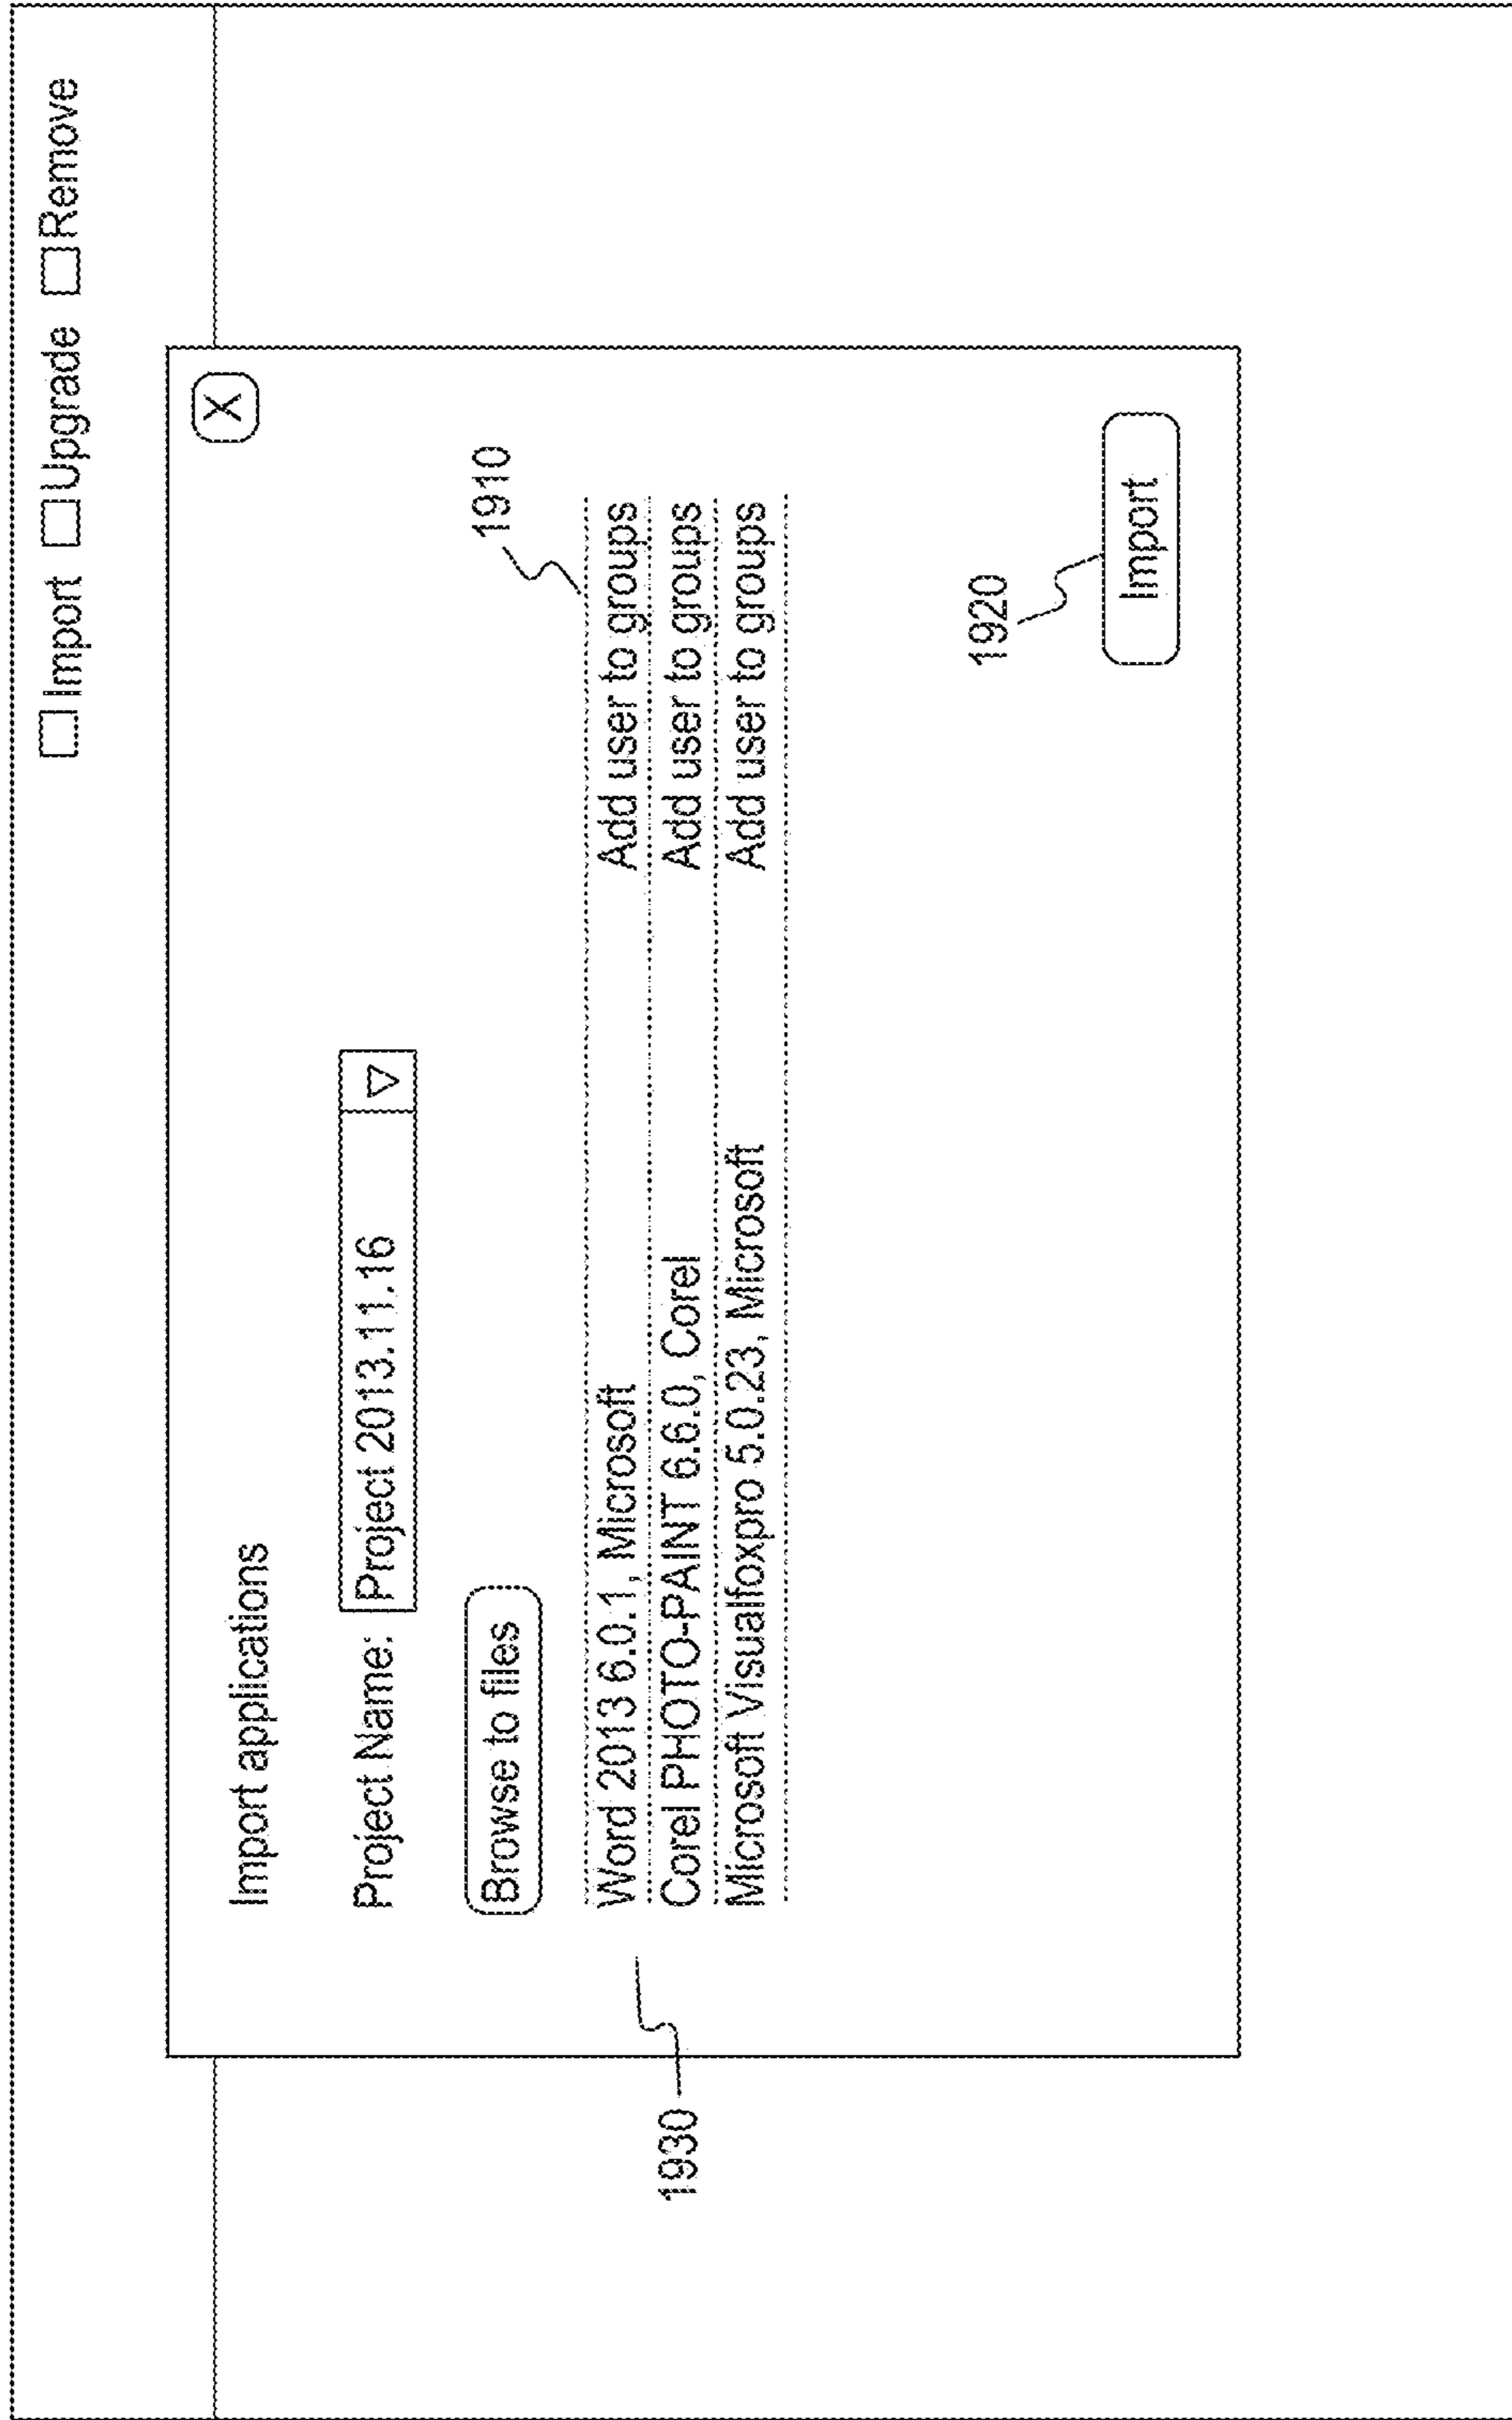 Import Upgrade Remove
X
Import applications
Project Name: Project 2013.11.16
Browse to files
1910
Word 2013 6.0.1, Microsoft Add user to groups
Corel PHOTO-PAINT 6.6.0, Corel Add user to groups
Microsoft Visualfoxpro 5.0.23, Microsoft Add user to groups
1930
1920
Import